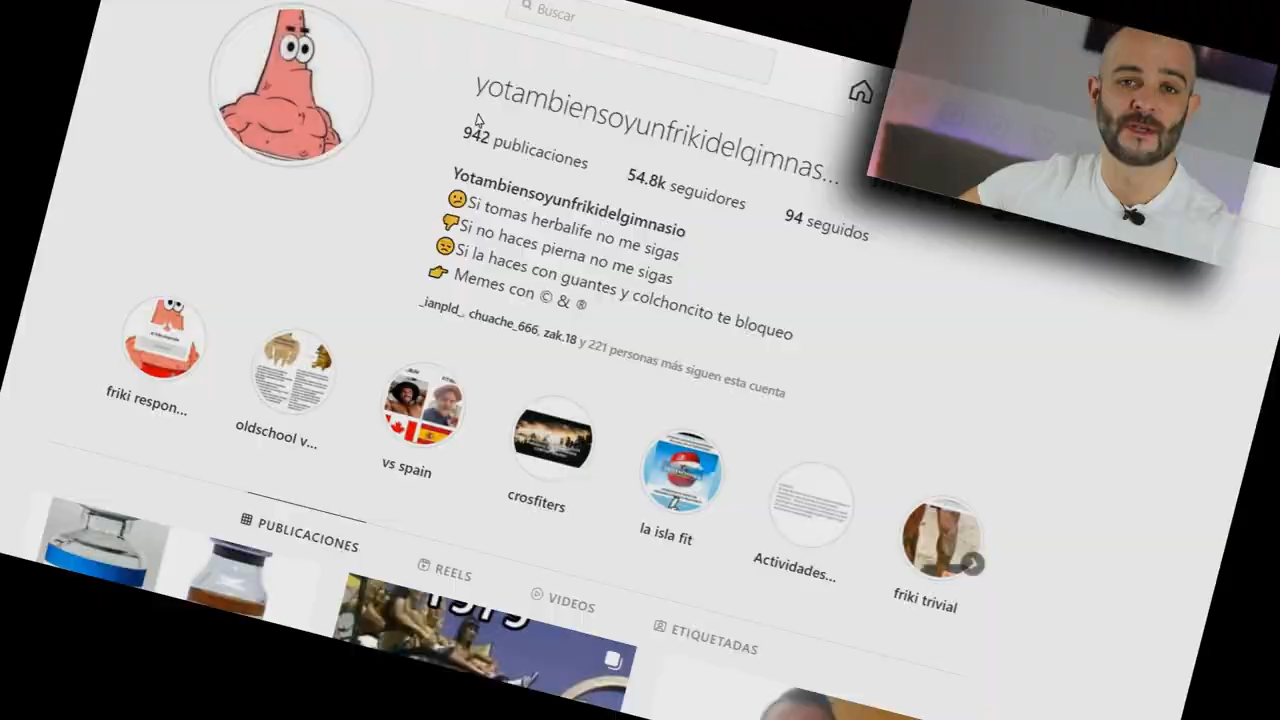 Buscar
yotambiensoyunfrikidelgimnas...
942 publicaciones
54.8k seguidores
94 seguidos
Yotambiensoyunfrikidelgimnasio
😕Si tomas herbalife no me sigas
👎Si no haces pierna no me sigas
😒Si la haces con guantes y colchoncito te bloqueo
👉 Memes con © & ®
_ianpld_, chuache_666, zak.18 y 221 personas más siguen esta cuenta
friki respon...
oldschool v...
vs spain
crosfiters
la isla fit
Actividades...
friki trivial
PUBLICACIONES
REELS
VIDEOS
ETIQUETADAS
1975